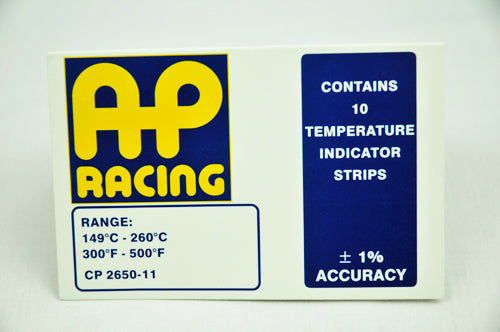 AP
RACING
RANGE:
149°C - 260°C
300°F - 500°F
CP 2650-11
CONTAINS
10
TEMPERATURE
INDICATOR
STRIPS
± 1%
ACCURACY